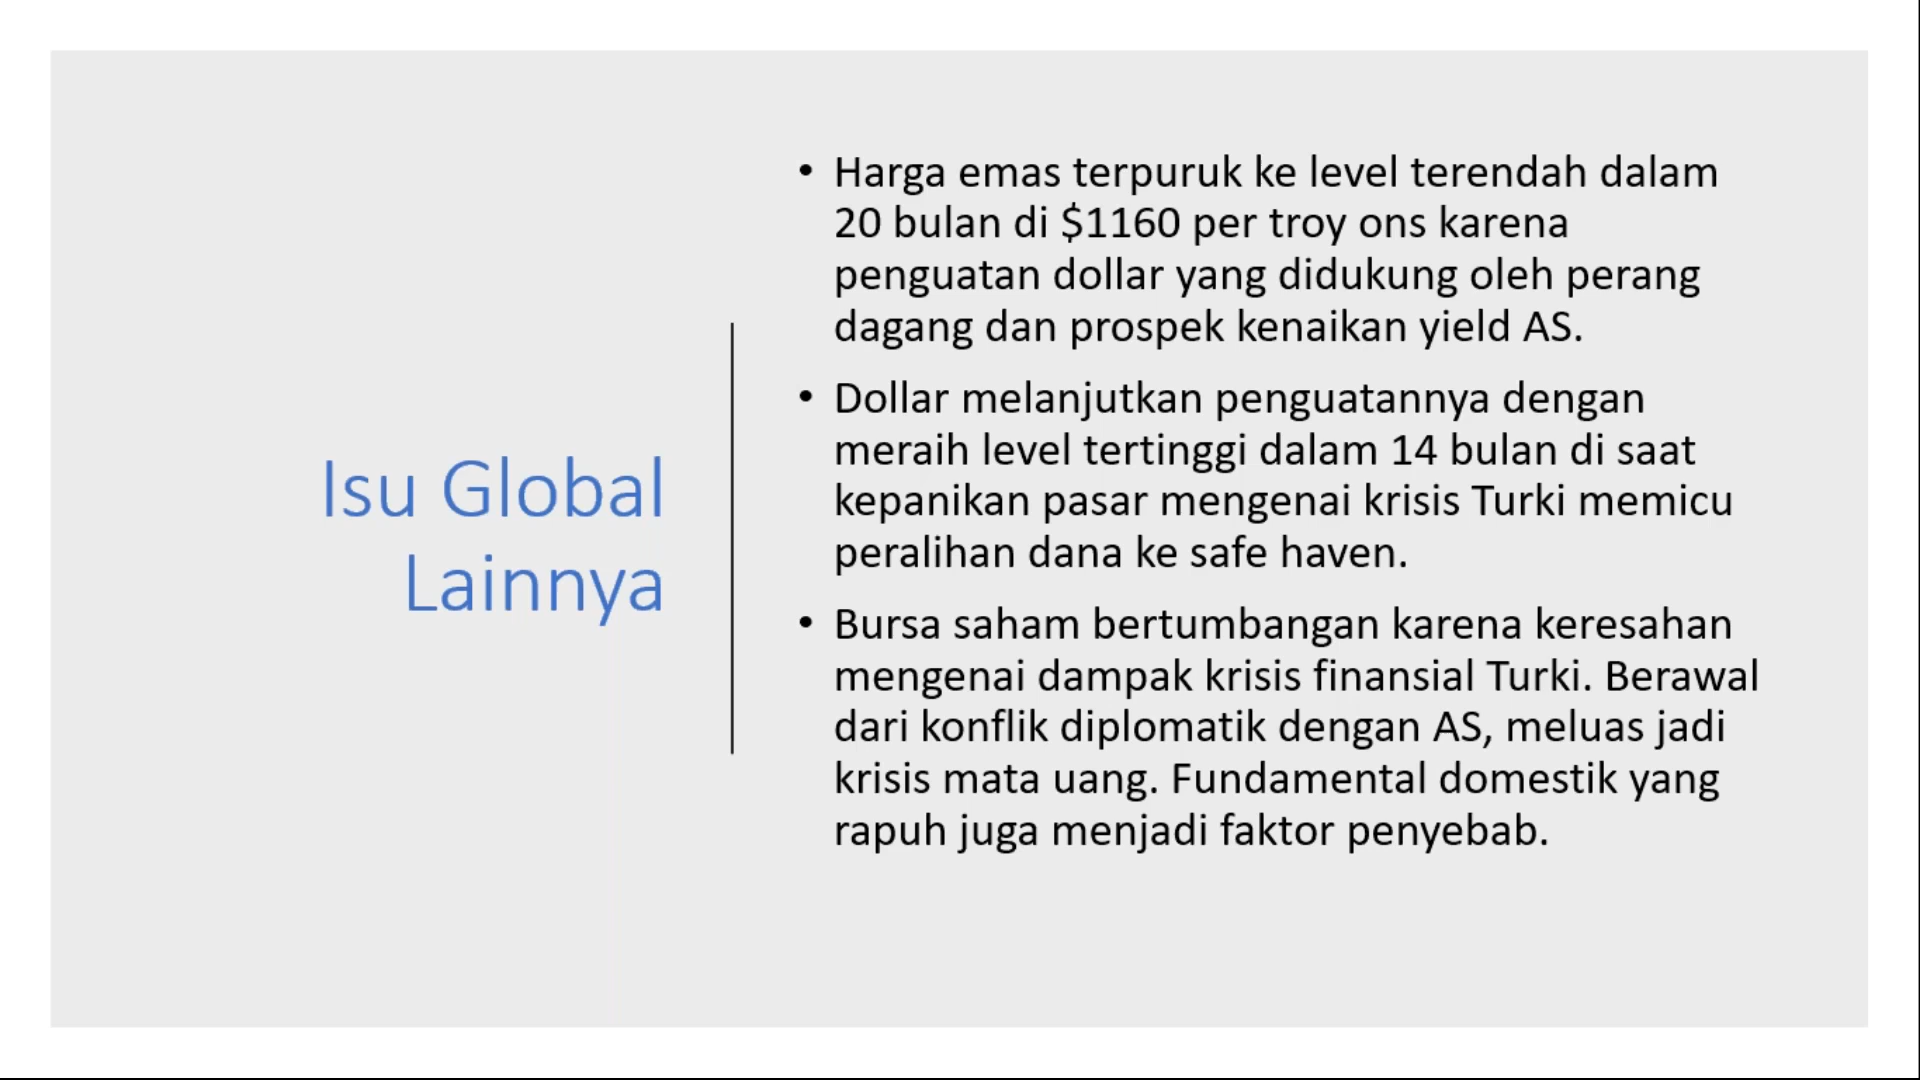 Isu Global
Lainnya
• Harga emas terpuruk ke level terendah dalam
20 bulan di $1160 per troy ons karena
penguatan dollar yang didukung oleh perang
dagang dan prospek kenaikan yield AS.
• Dollar melanjutkan penguatannya dengan
meraih level tertinggi dalam 14 bulan di saat
kepanikan pasar mengenai krisis Turki memicu
peralihan dana ke safe haven.
• Bursa saham bertumbangan karena keresahan
mengenai dampak krisis finansial Turki. Berawal
dari konflik diplomatik dengan AS, meluas jadi
krisis mata uang. Fundamental domestik yang
rapuh juga menjadi faktor penyebab.